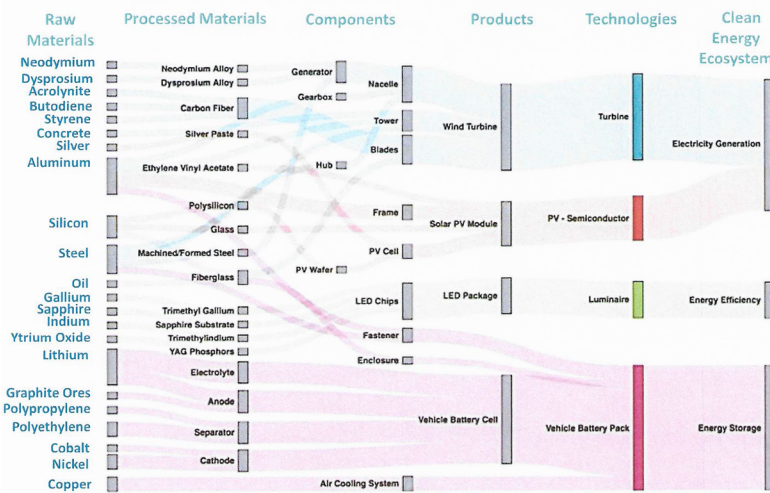 Raw
Materials
Processed Materials
Components
Products
Technologies
Clean
Energy
Ecosystem
Neodymium
Dysprosium
Acrolynite
Butodiene
Styrene
Concrete
Silver
Aluminum
Silicon
Steel
Oil
Gallium
Sapphire
Indium
Ytrium Oxide
Lithium
Graphite Ores
Polypropylene
Polyethylene
Cobalt
Nickel
Copper
Neodymlum Alloy
Dysprosium Alloy
Carbon Fiber
Silver Paste
Ethylene Vinyl Acetate
Polysilicon
Glass
Machined/Formed Steel
Fiberglass
Trimethyl Gallium
Sapphire Substrate
Trimethylindium
YAG Phosphors
Electrolyte
Anode
Separator
Cathode
Generator
Gearbox
Hub
PV Wafer
Nacelle
Tower
Blades
Frame
PV Cell
LED Chips
Fastener
Enclosure
Air Cooling System
Wind Turbine
Solar PV Module
LED Package
Vehicle Battery Cell
Turbine
PV - Semiconductor
Luminaire
Vehicle Battery Pack
Electricity Generation
Energy Efficiency
Energy Storage